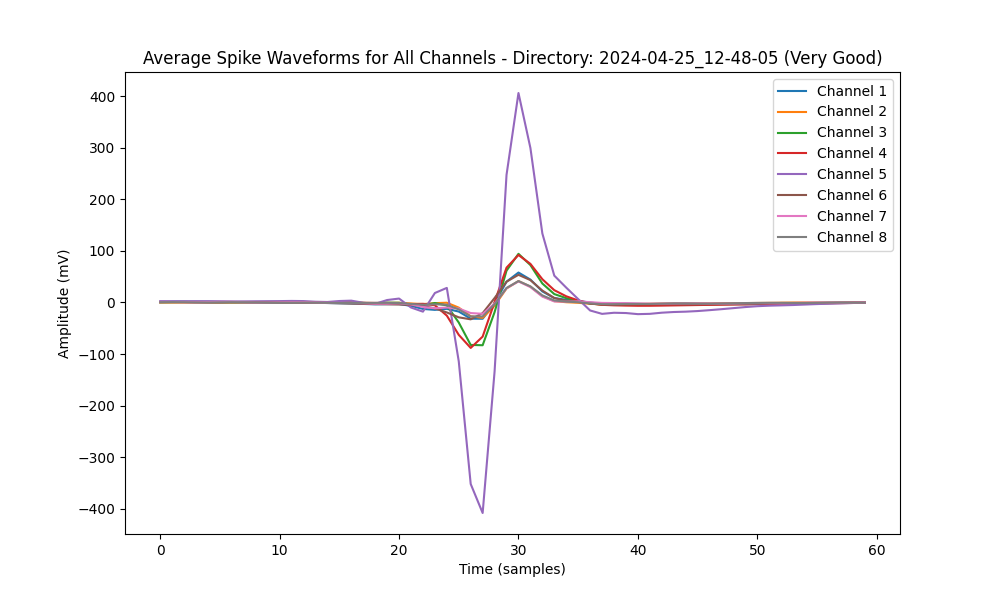 Average Spike Waveforms for All Channels - Directory: 2024-04-25_12-48-05 (Very Good)
400
300
200
100
0
−100
−200
−300
−400
Amplitude (mV)
Channel 1
Channel 2
Channel 3
Channel 4
Channel 5
Channel 6
Channel 7
Channel 8
0 10 20 30 40 50 60
Time (samples)